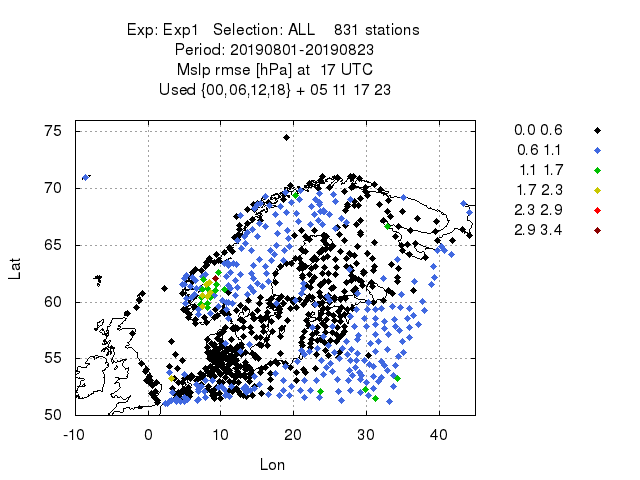 Exp: Exp1 Selection: ALL 831 stations
Period: 20190801-20190823
Mslp rmse [hPa] at 17 UTC
Used {00,06,12,18} + 05 11 17 23
75
70
65
60
55
50
Lat
-10 0 10 20 30 40
Lon
0.0 0.6
0.6 1.1
1.1 1.7
1.7 2.3
2.3 2.9
2.9 3.4